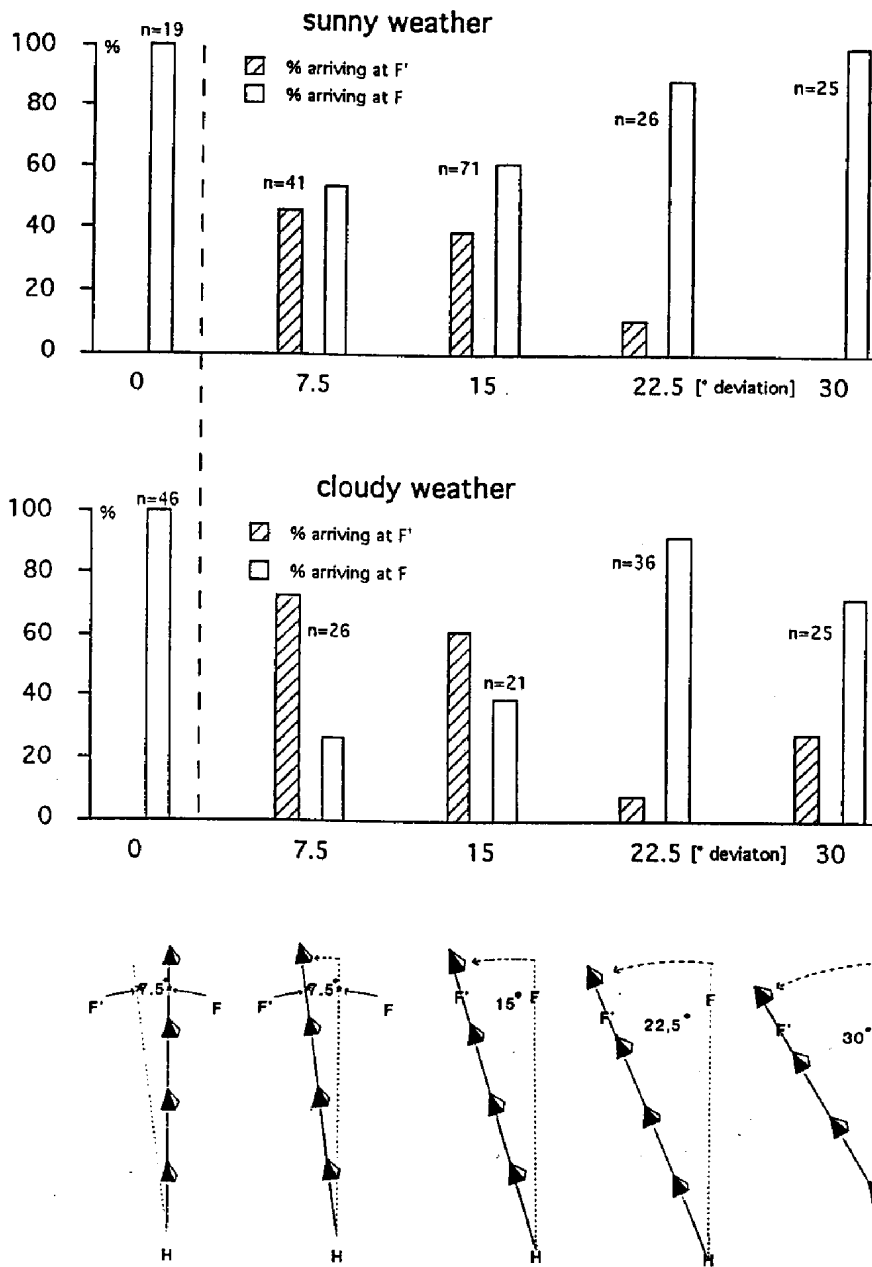 sunny weather
100 % n=19
% arriving at F'
% arriving at F
80 n=26 n=25
60 n=41 n=71
40
20
0
0 7.5 15 22.5 [° deviation] 30
cloudy weather
100 % n=46
% arriving at F'
% arriving at F
80 n=36
60 n=26 n=25
40 n=21
20
0
0 7.5 15 22.5 [° deviaton] 30
F' 7.5° F F' 7.5° F F' 15° F F' 22,5° F F' 30°
H H H H